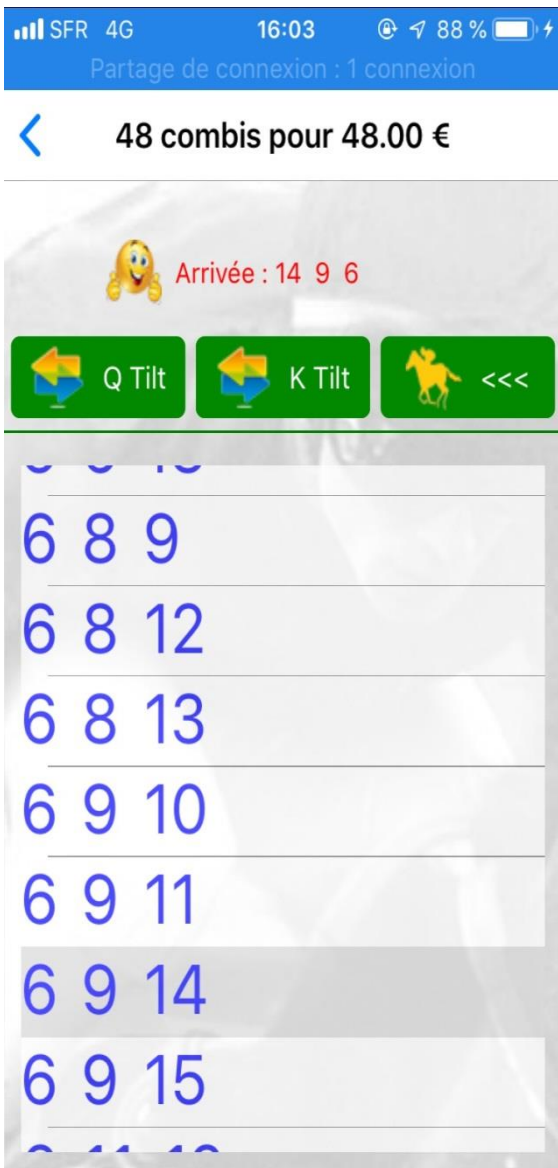 SFR 4G 16:03 88 %
Partage de connexion : 1 connexion
48 combis pour 48.00 €
Arrivée : 14 9 6
Q Tilt K Tilt <<<
6 8 9
6 8 12
6 8 13
6 9 10
6 9 11
6 9 14
6 9 15